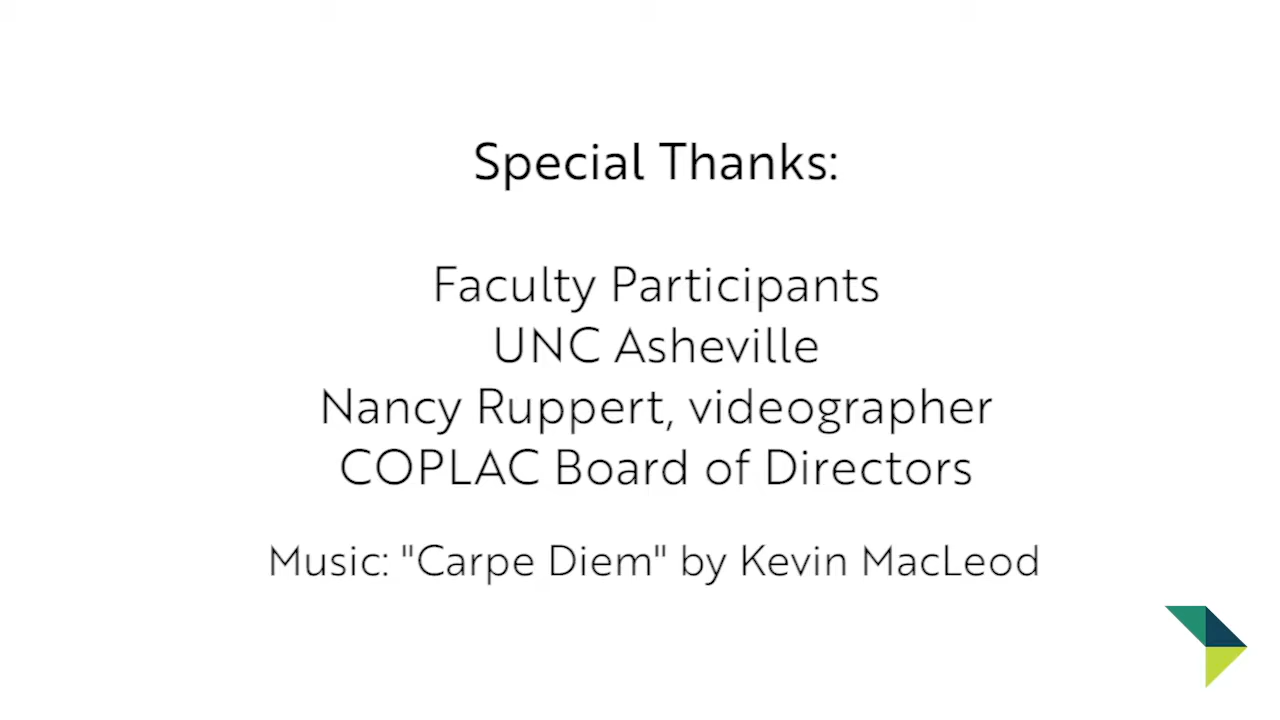 Special Thanks:
Faculty Participants
UNC Asheville
Nancy Ruppert, videographer
COPLAC Board of Directors
Music: "Carpe Diem" by Kevin MacLeod